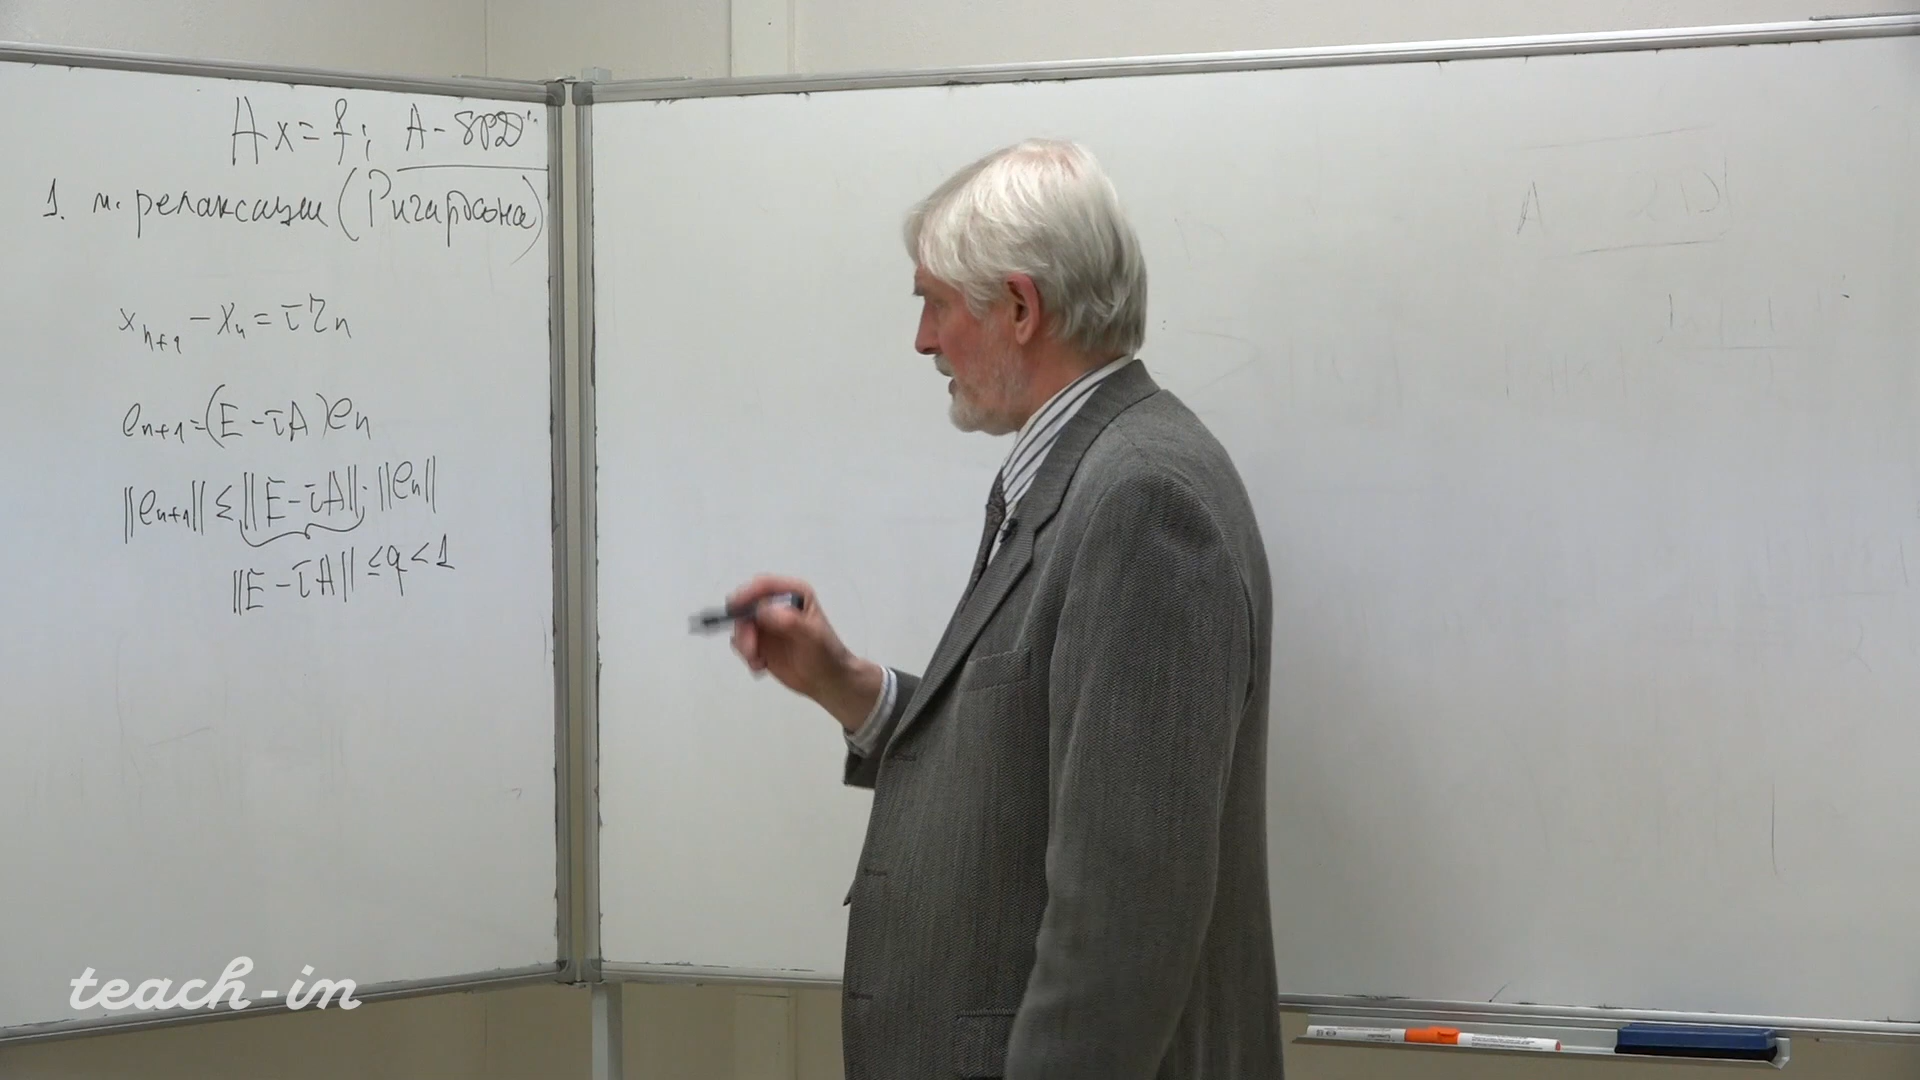 Ax = f; A - "SPD"
1. м. релаксации (Ричардсона)
x_{n+1} - x_n = τ r_n
e_{n+1} = (E - τA) e_n
||e_{n+1}|| ≤ ||E - τA|| · ||e_n||
||E - τA|| ≤ q < 1
teach-in